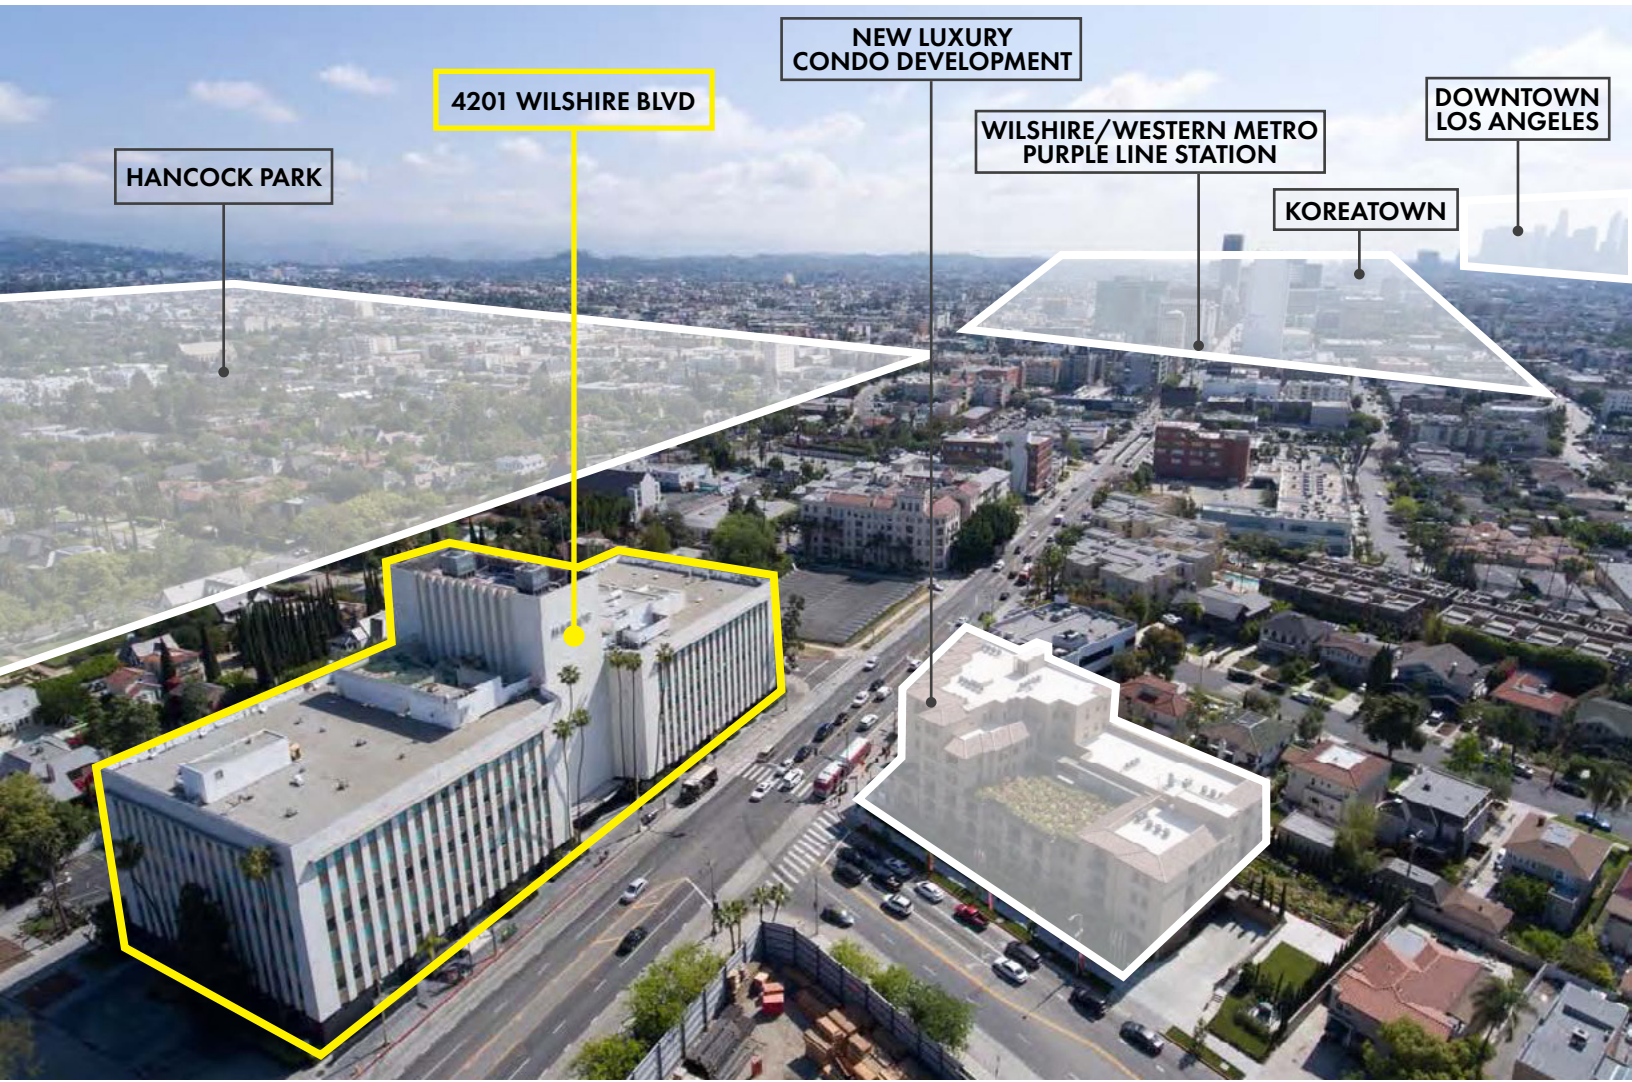 NEW LUXURY
CONDO DEVELOPMENT
4201 WILSHIRE BLVD
DOWNTOWN
LOS ANGELES
WILSHIRE/WESTERN METRO
PURPLE LINE STATION
HANCOCK PARK
KOREATOWN